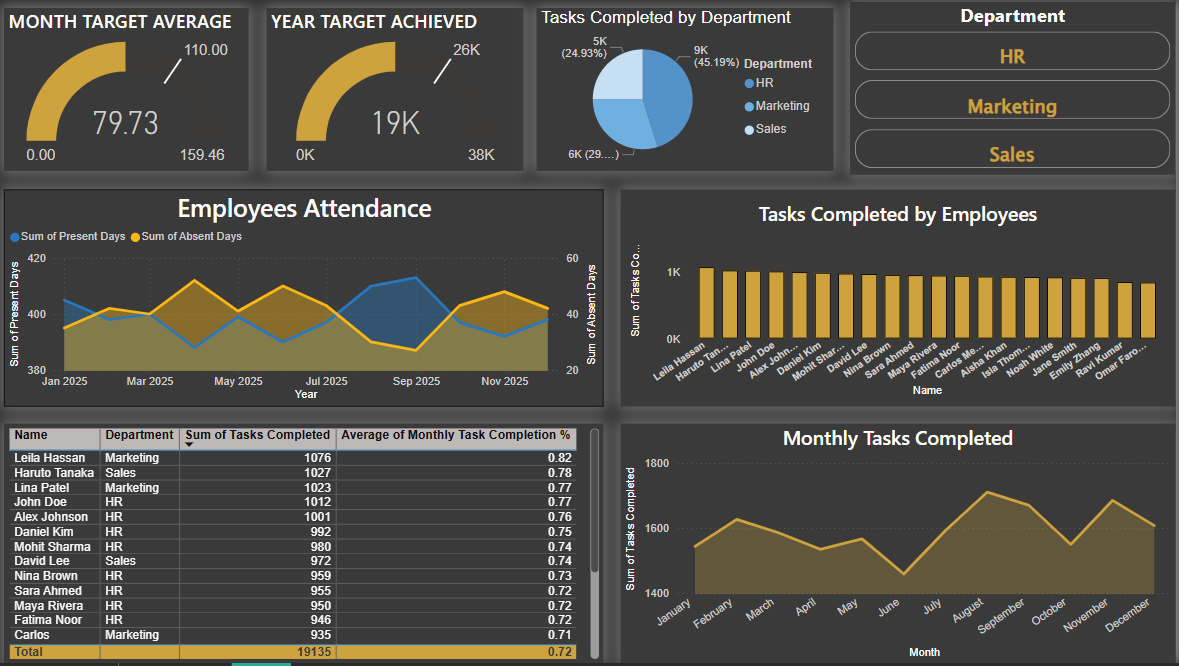 MONTH TARGET AVERAGE
110.00
79.73
0.00
159.46
YEAR TARGET ACHIEVED
26K
19K
0K
38K
Tasks Completed by Department
5K
(24.93%)
9K
(45.19%)
6K (29....)
Department
HR
Marketing
Sales
Department
HR
Marketing
Sales
Employees Attendance
Sum of Present Days Sum of Absent Days
420
400
380
60
40
20
Sum of Present Days
Sum of Absent Days
Jan 2025 Mar 2025 May 2025 Jul 2025 Sep 2025 Nov 2025
Year
Tasks Completed by Employees
Sum of Tasks Co...
1K
0K
Leila Hassan
Haruto Tan...
Lina Patel
John Doe
Alex John...
Daniel Kim
Mohit Shar...
David Lee
Nina Brown
Sara Ahmed
Maya Rivera
Fatima Noor
Carlos Me...
Aisha Khan
Isla Thom...
Noah White
Jane Smith
Emily Zhang
Ravi Kumar
Omar Faro...
Name
Name Department Sum of Tasks Completed Average of Monthly Task Completion %
Leila Hassan Marketing 1076 0.82
Haruto Tanaka Sales 1027 0.78
Lina Patel Marketing 1023 0.77
John Doe HR 1012 0.77
Alex Johnson HR 1001 0.76
Daniel Kim HR 992 0.75
Mohit Sharma HR 980 0.74
David Lee Sales 972 0.74
Nina Brown HR 959 0.73
Sara Ahmed HR 955 0.72
Maya Rivera HR 950 0.72
Fatima Noor HR 946 0.72
Carlos Marketing 935 0.71
Total 19135 0.72
Monthly Tasks Completed
Sum of Tasks Completed
1800
1600
1400
January
February
March
April
May
June
July
August
September
October
November
December
Month